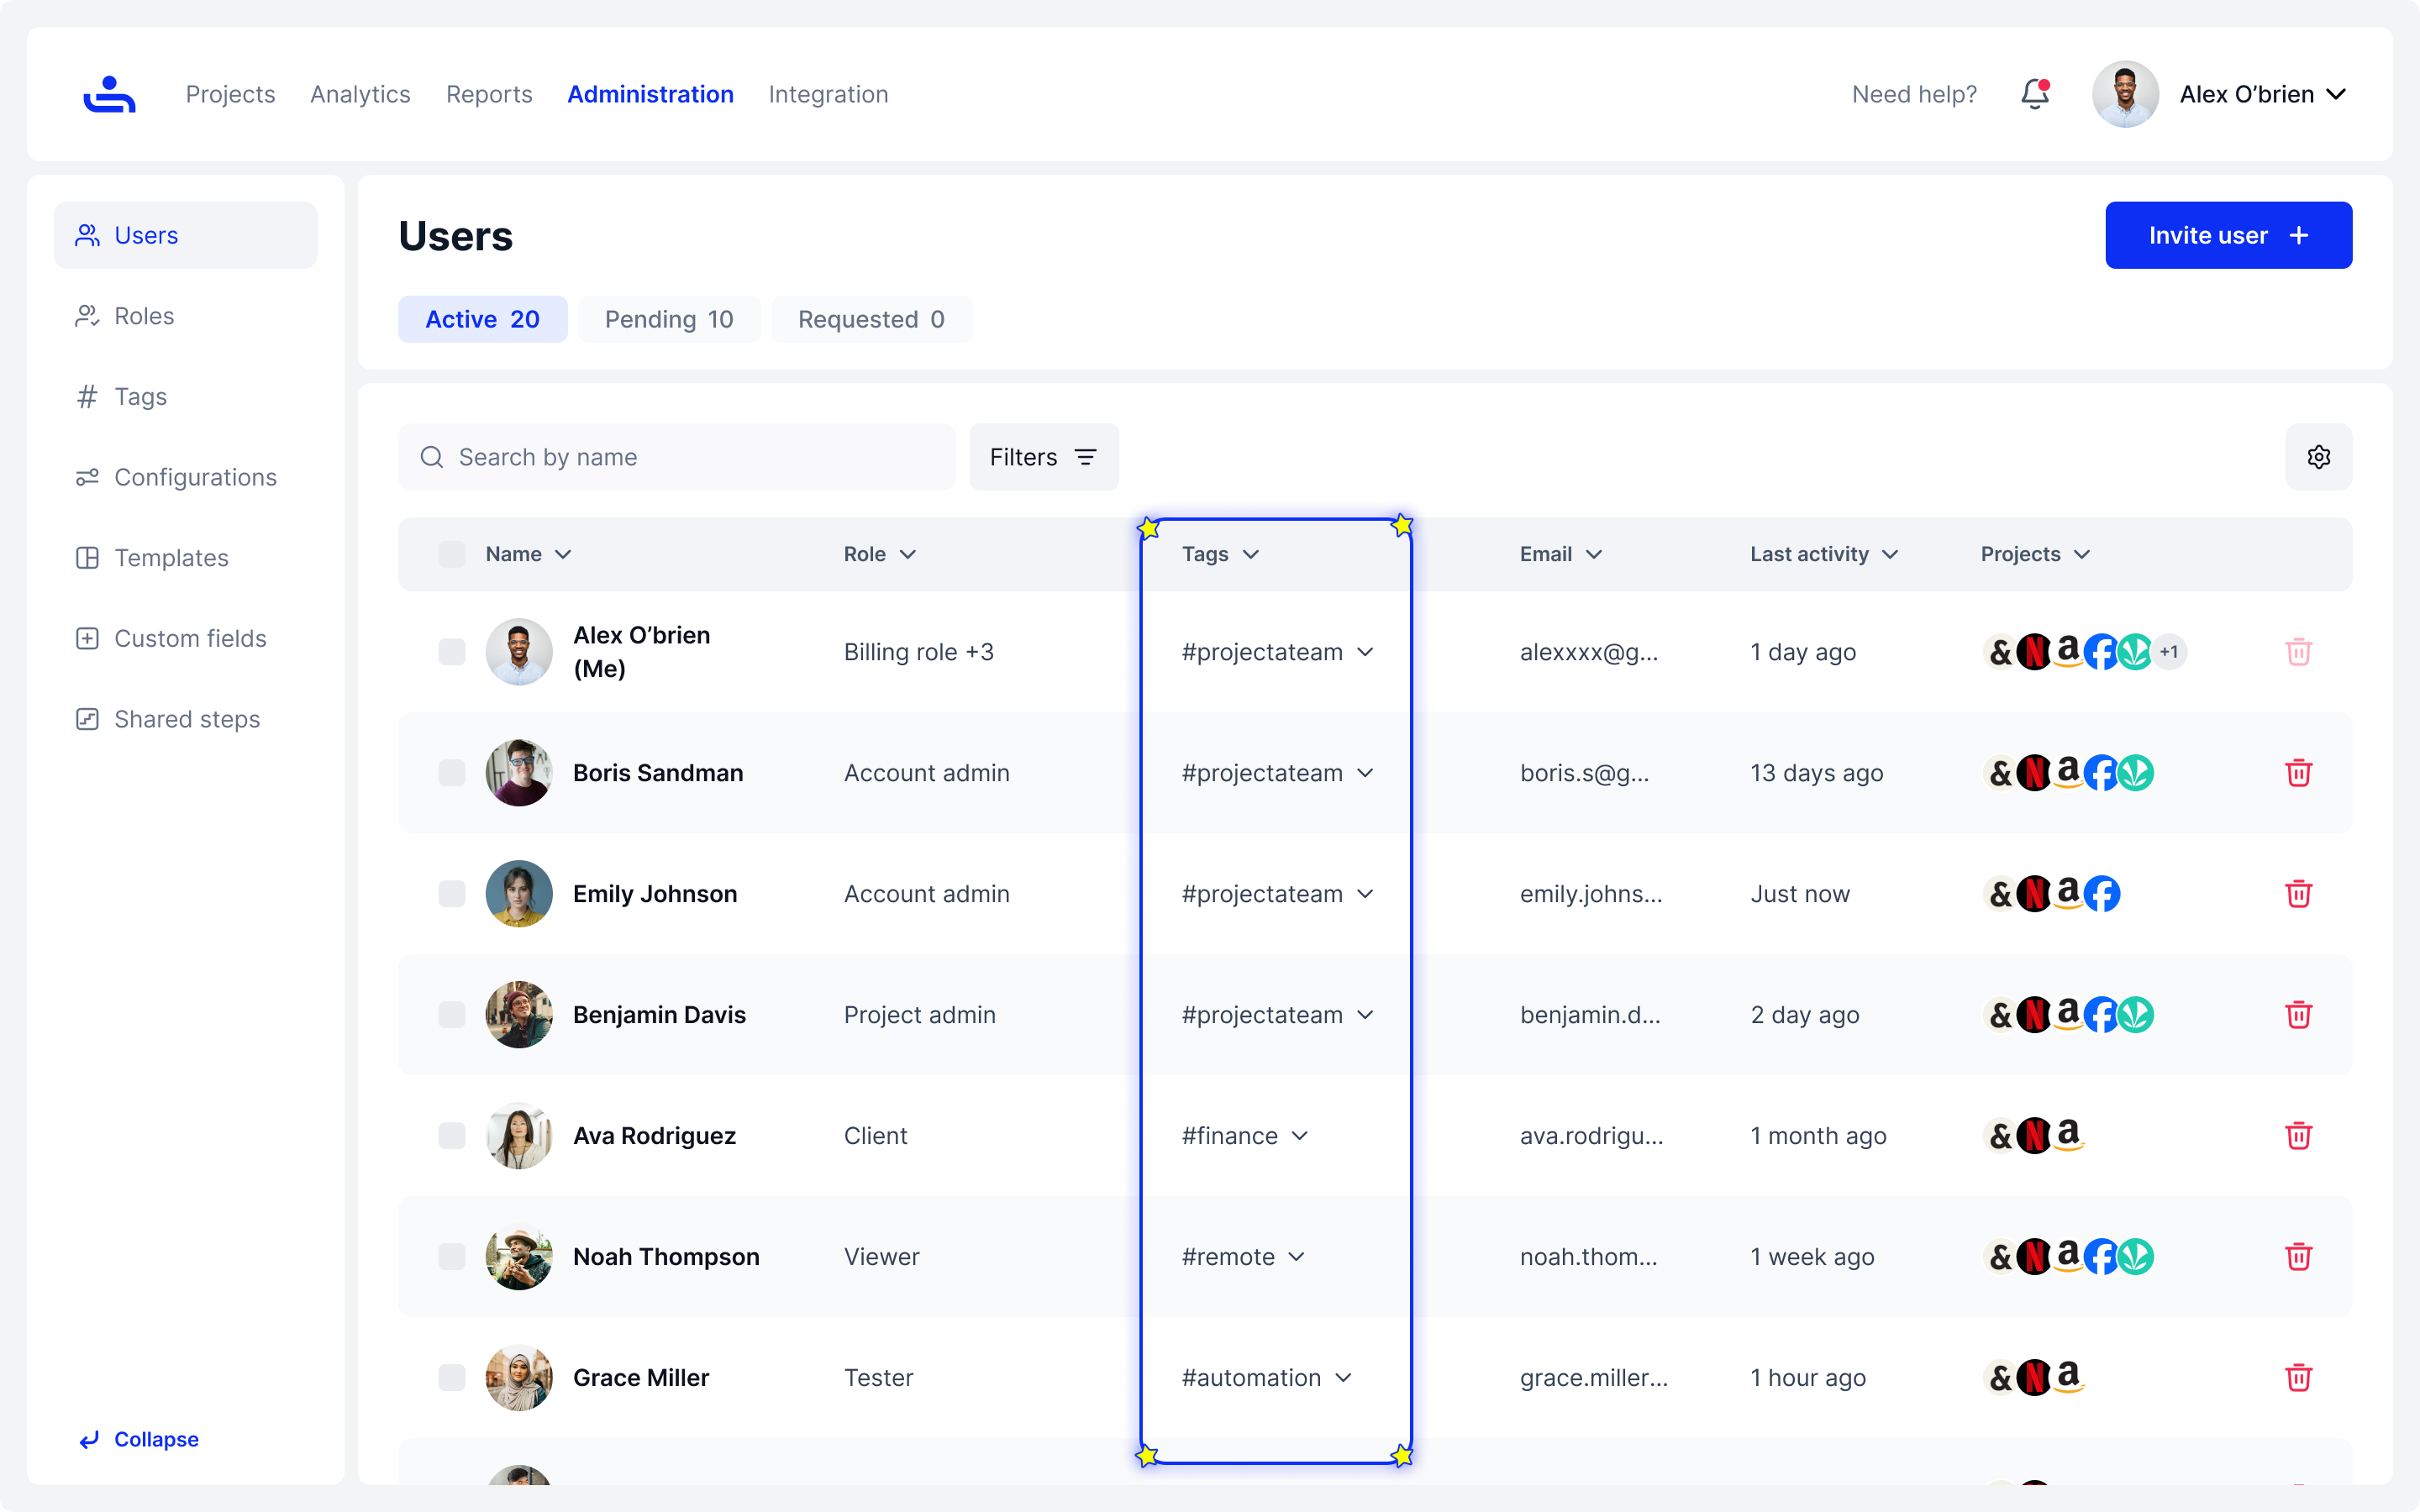 Projects Analytics Reports Administration Integration Need help? Alex O’brien
Users
Roles
Tags
Configurations
Templates
Custom fields
Shared steps
Collapse
Users Invite user +
Active 20 Pending 10 Requested 0
Search by name Filters
Name Role Tags Email Last activity Projects
Alex O’brien
(Me) Billing role +3 #projectateam alexxxx@g... 1 day ago & N a f +1
Boris Sandman Account admin #projectateam boris.s@g... 13 days ago & N a f
Emily Johnson Account admin #projectateam emily.johns... Just now & N a f
Benjamin Davis Project admin #projectateam benjamin.d... 2 day ago & N a f
Ava Rodriguez Client #finance ava.rodrigu... 1 month ago & N a
Noah Thompson Viewer #remote noah.thom... 1 week ago & N a f
Grace Miller Tester #automation grace.miller... 1 hour ago & N a